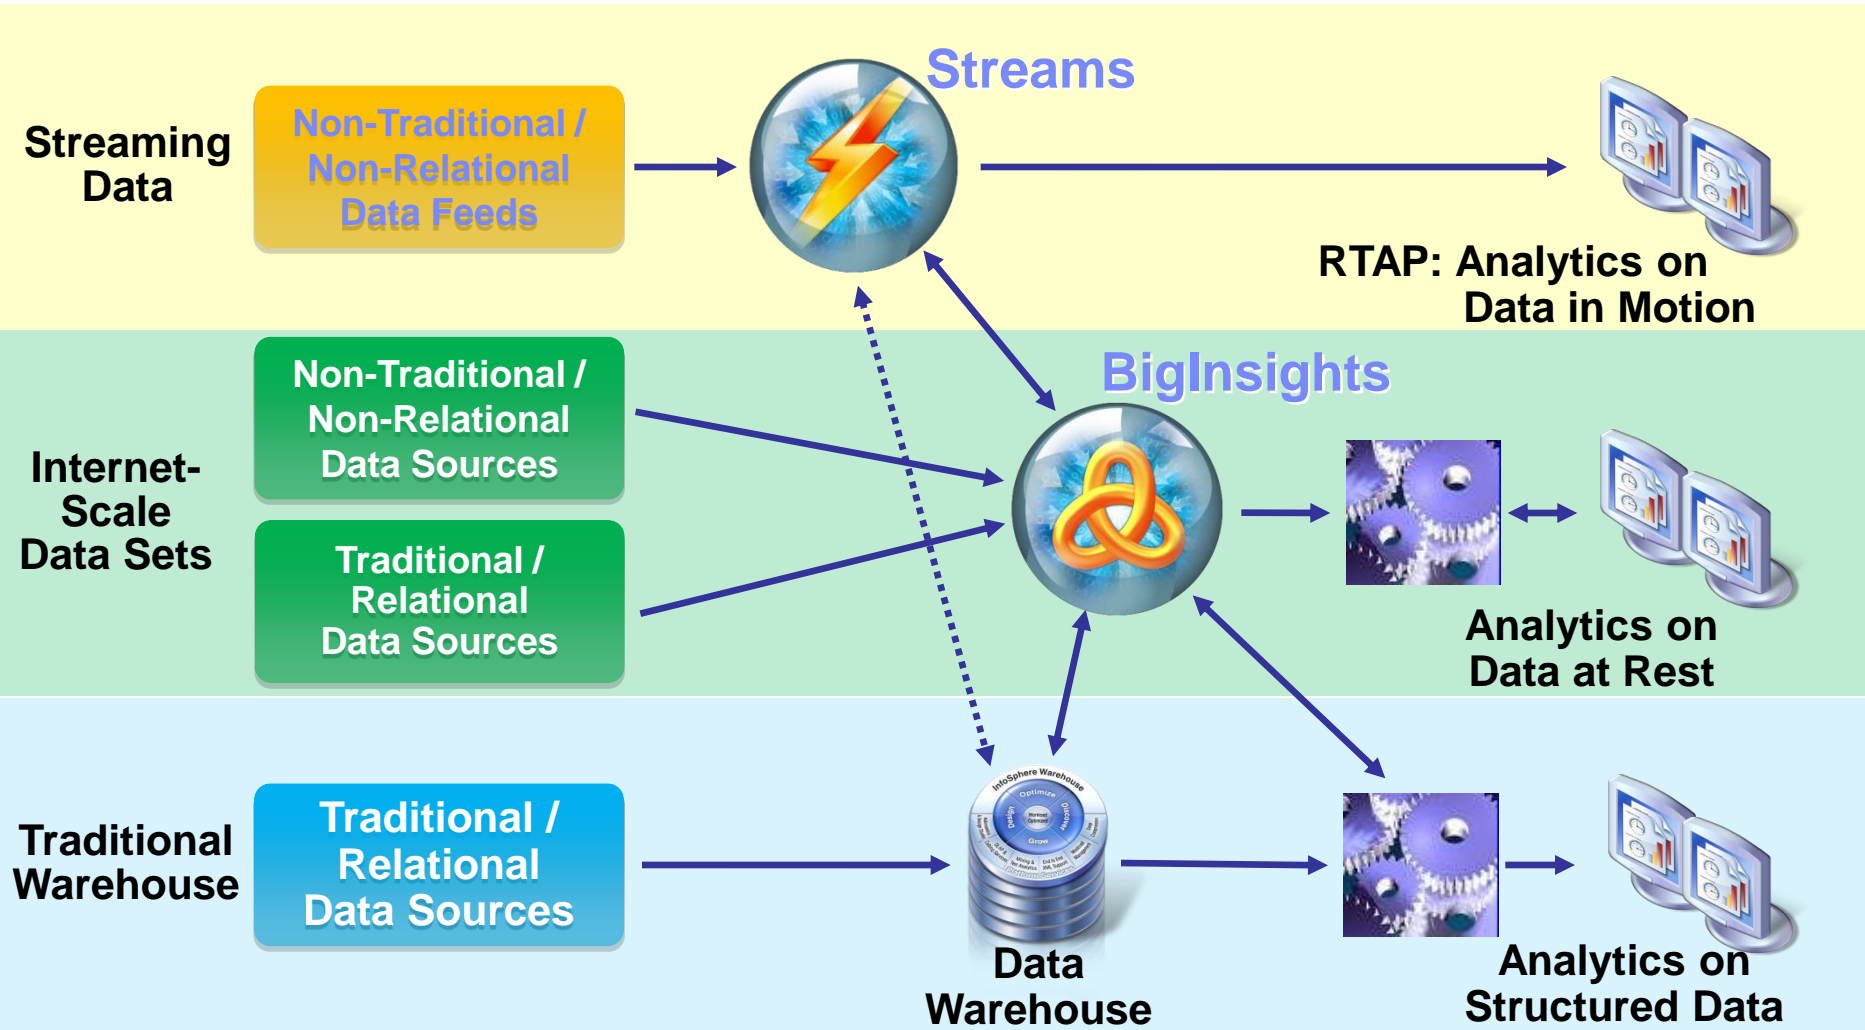 Streams
Streaming
Data
Non-Traditional /
Non-Relational
Data Feeds
RTAP: Analytics on
Data in Motion
BigInsights
Internet-
Scale
Data Sets
Non-Traditional /
Non-Relational
Data Sources
Traditional /
Relational
Data Sources
Analytics on
Data at Rest
Traditional
Warehouse
Traditional /
Relational
Data Sources
InfoSphere Warehouse
Optimize
Design
Discover
Grow
Data
Warehouse
Analytics on
Structured Data